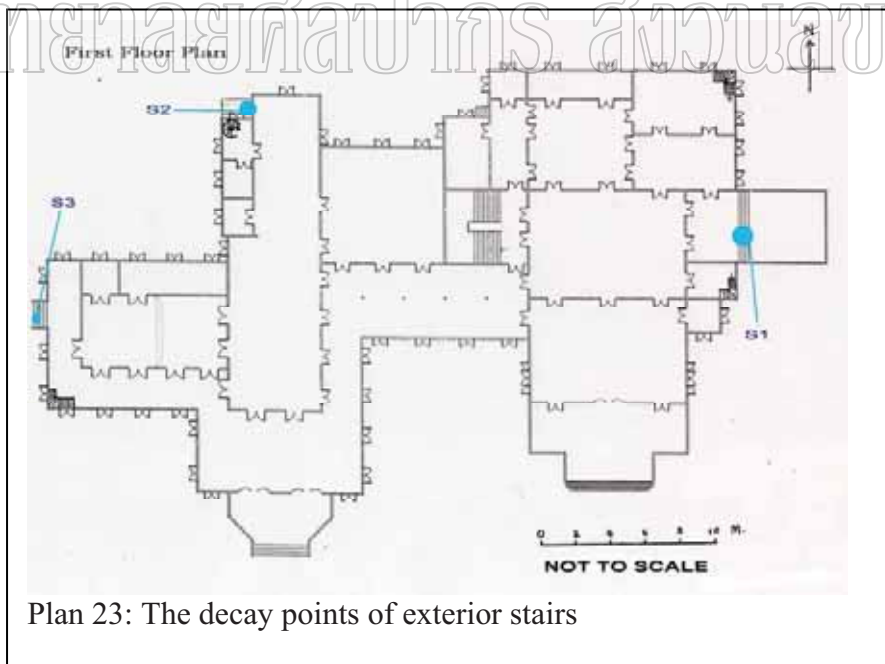 First Floor Plan
N
S2
S3
S1
0 2 4 6 8 10 M.
NOT TO SCALE
Plan 23: The decay points of exterior stairs